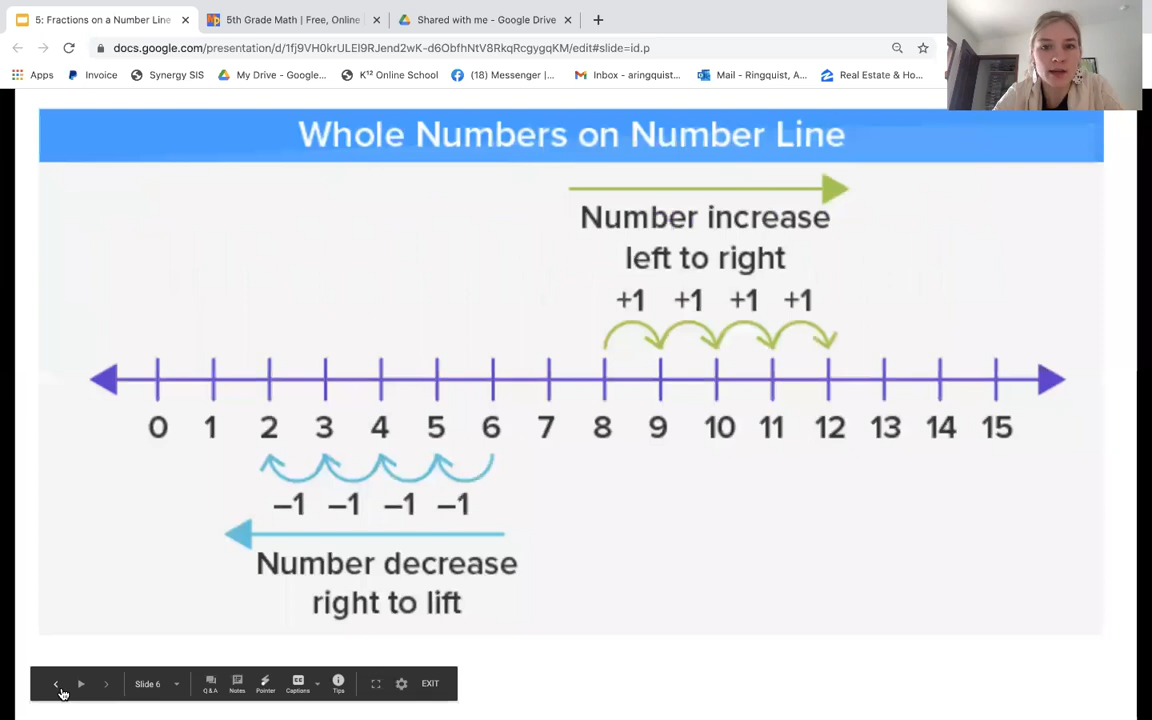 5: Fractions on a Number Line
5th Grade Math | Free, Online
Shared with me - Google Drive
docs.google.com/presentation/d/1fj9VH0krULEI9RJend2wK-d6ObfhNtV8RkqRcgygqKM/edit#slide=id.p
Apps Invoice Synergy SIS My Drive - Google... K¹² Online School (18) Messenger |... Inbox - aringquist... Mail - Ringquist, A... Real Estate & Ho...
Whole Numbers on Number Line
Number increase
left to right
+1 +1 +1 +1
0 1 2 3 4 5 6 7 8 9 10 11 12 13 14 15
–1 –1 –1 –1
Number decrease
right to lift
Slide 6 Q & A Notes Pointer Captions Tips EXIT